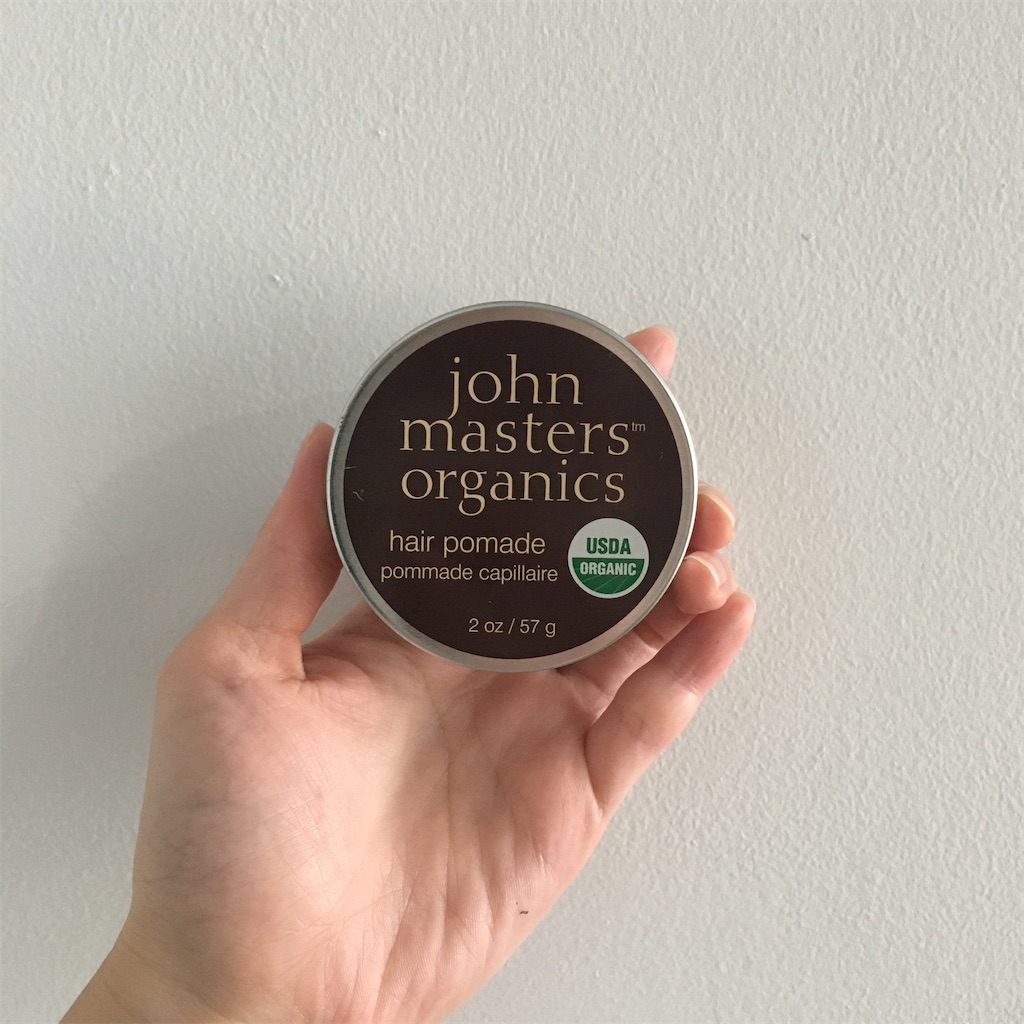 john
masters™
organics
hair pomade
pommade capillaire
USDA
ORGANIC
2 oz / 57 g